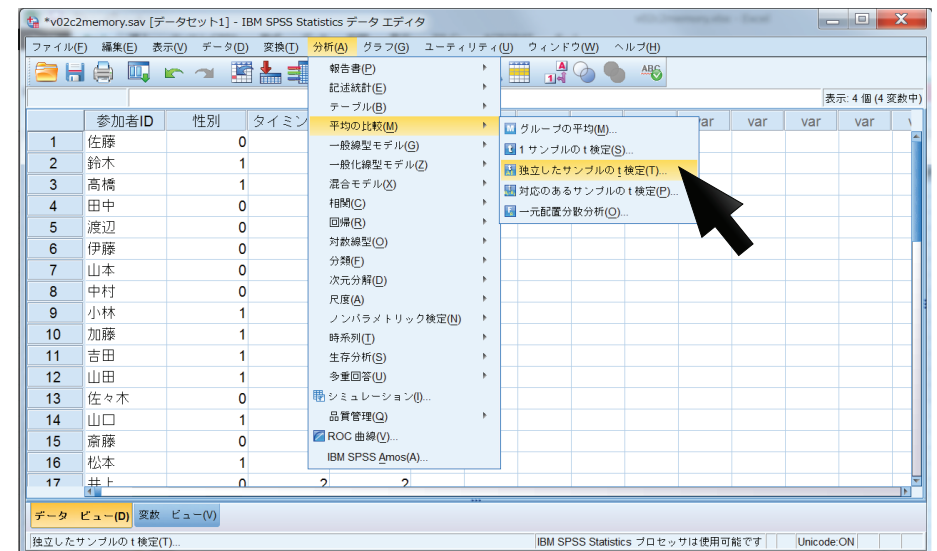 *v02c2memory.sav [データセット1] - IBM SPSS Statistics データ エディタ
ファイル(F) 編集(E) 表示(V) データ(D) 変換(T) 分析(A) グラフ(G) ユーティリティ(U) ウィンドウ(W) ヘルプ(H)
表示: 4 個 (4 変数中)
参加者ID 性別 タイミン var var var var
1 佐藤 0
2 鈴木 1
3 高橋 1
4 田中 0
5 渡辺 0
6 伊藤 0
7 山本 0
8 中村 0
9 小林 1
10 加藤 1
11 吉田 1
12 山田 1
13 佐々木 0
14 山口 1
15 斎藤 0
16 松本 1
17 井上 0 2 2
報告書(P)
記述統計(E)
テーブル(B)
平均の比較(M)
一般線型モデル(G)
一般化線型モデル(Z)
混合モデル(X)
相関(C)
回帰(R)
対数線型(O)
分類(F)
次元分解(D)
尺度(A)
ノンパラメトリック検定(N)
時系列(T)
生存分析(S)
多重回答(U)
シミュレーション(I)...
品質管理(Q)
ROC 曲線(V)...
IBM SPSS Amos(A)...
グループの平均(M)...
1 サンプルの t 検定(S)...
独立したサンプルの t 検定(T)...
対応のあるサンプルの t 検定(P)...
一元配置分散分析(O)...
データ ビュー(D) 変数 ビュー(V)
独立したサンプルの t 検定(T)... IBM SPSS Statistics プロセッサは使用可能です Unicode:ON